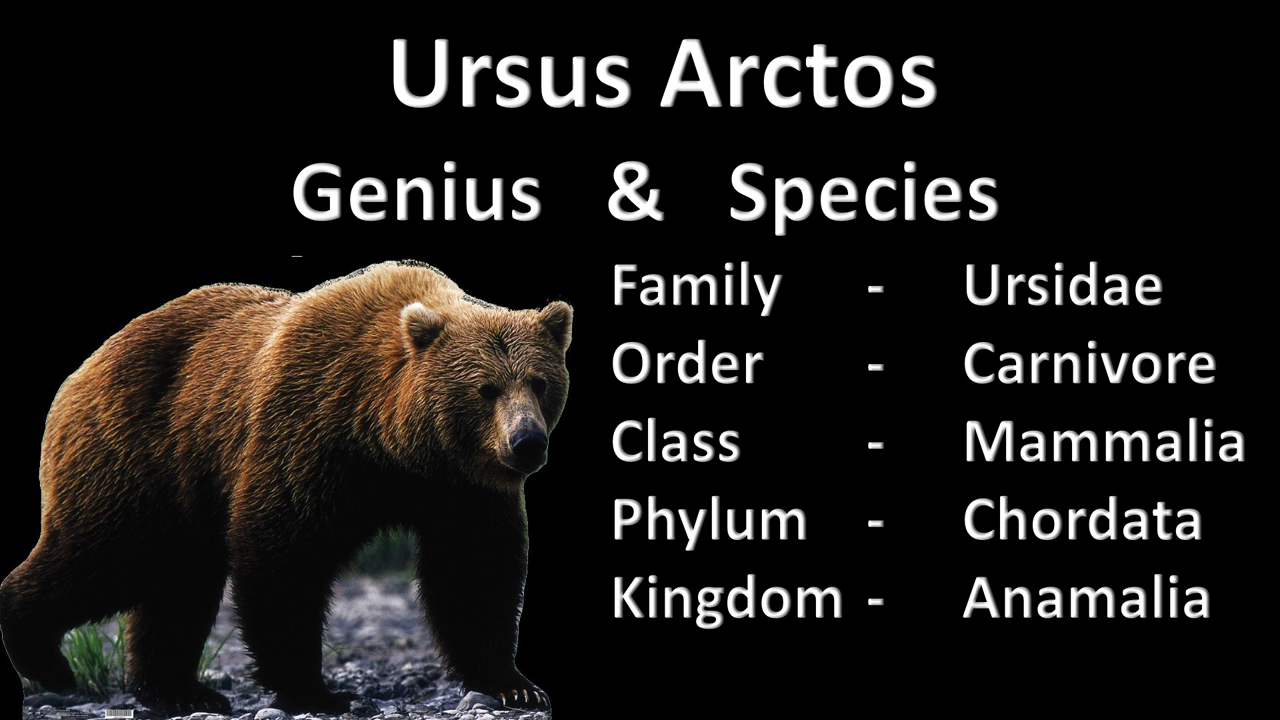 Ursus Arctos
Genius & Species
Family - Ursidae
Order - Carnivore
Class - Mammalia
Phylum - Chordata
Kingdom - Anamalia